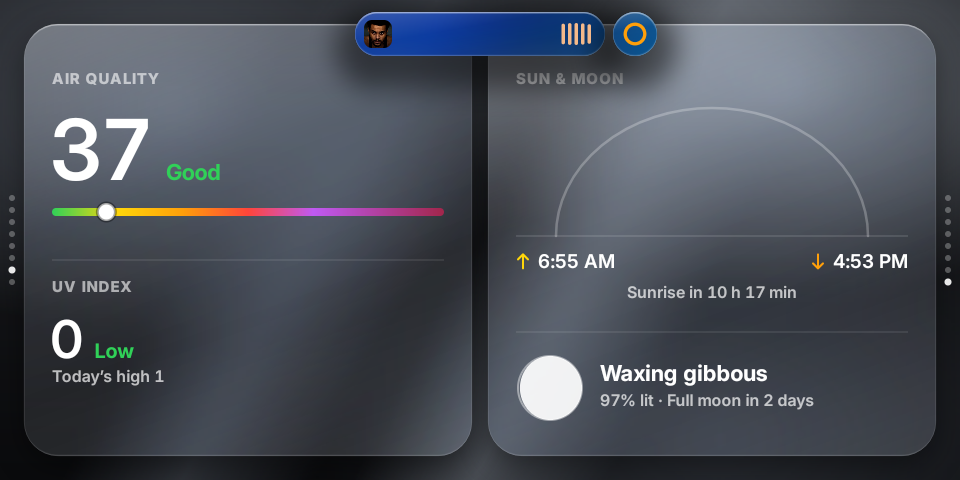 AIR QUALITY
37 Good
UV INDEX
0 Low
Today’s high 1
SUN & MOON
↑ 6:55 AM
↓ 4:53 PM
Sunrise in 10 h 17 min
Waxing gibbous
97% lit · Full moon in 2 days